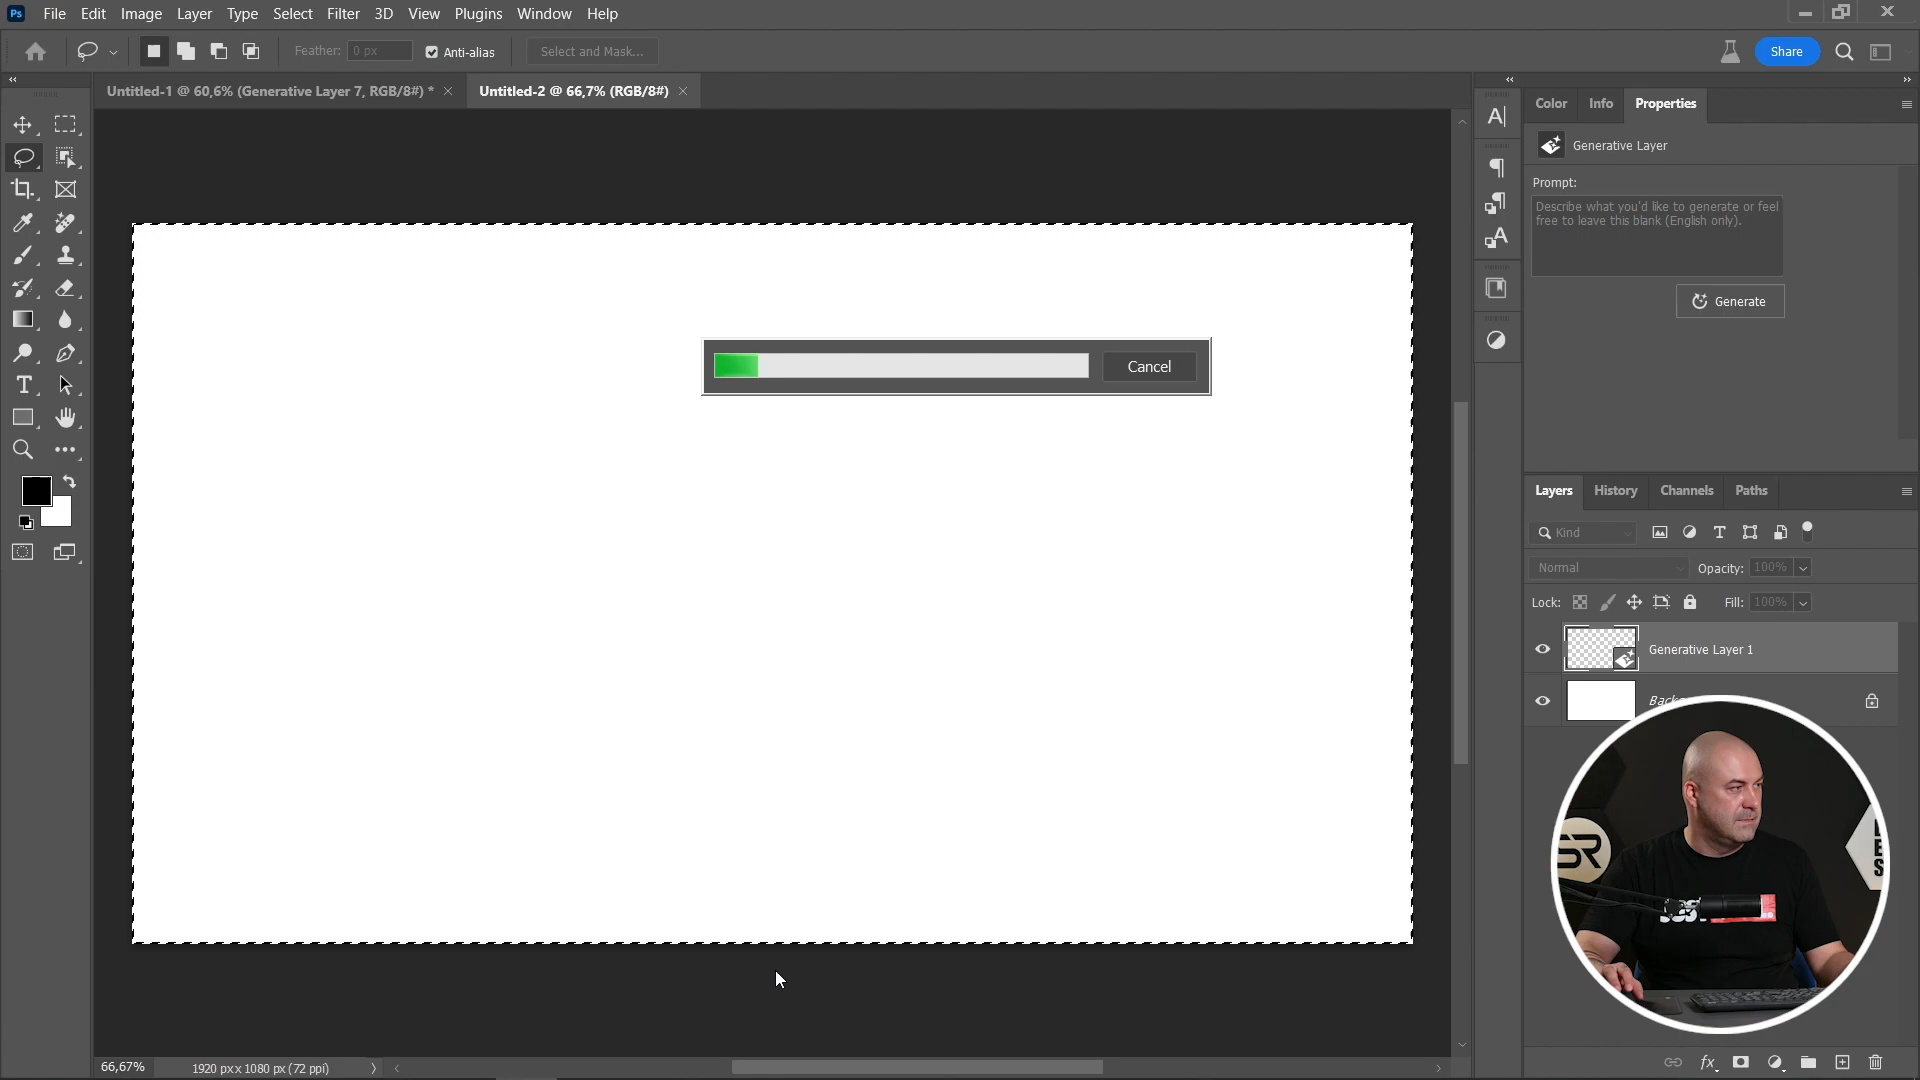 Ps File Edit Image Layer Type Select Filter 3D View Plugins Window Help
Feather: 0 px Anti-alias Select and Mask... Share
Untitled-1 @ 60,6% (Generative Layer 7, RGB/8#) * Untitled-2 @ 66,7% (RGB/8#)
Color Info Properties
Generative Layer
Prompt:
Describe what you'd like to generate or feel
free to leave this blank (English only).
Generate
Cancel
Layers History Channels Paths
Kind
Normal Opacity: 100%
Lock: Fill: 100%
Generative Layer 1
SR
66,67% 1920 px x 1080 px (72 ppi)